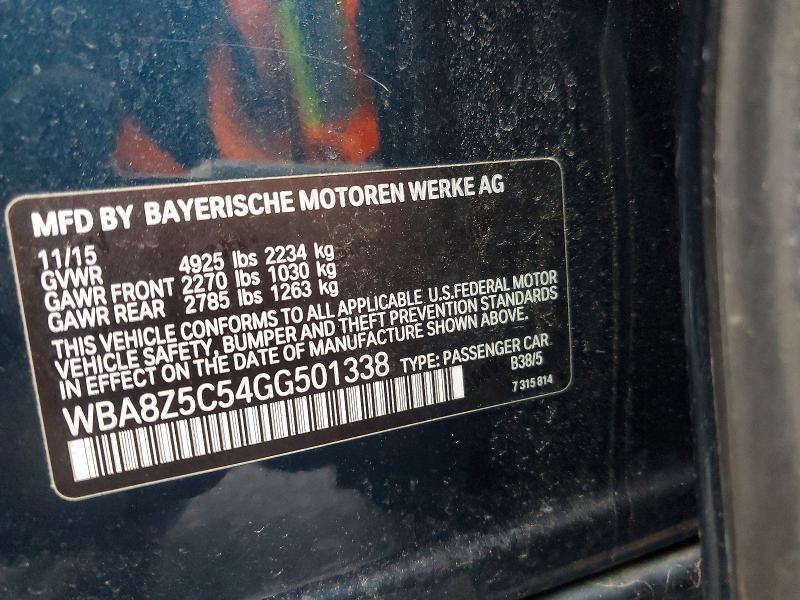 MFD BY BAYERISCHE MOTOREN WERKE AG
11/15
GVWR 4925 lbs 2234 kg
GAWR FRONT 2270 lbs 1030 kg
GAWR REAR 2785 lbs 1263 kg
THIS VEHICLE CONFORMS TO ALL APPLICABLE U.S.FEDERAL MOTOR
VEHICLE SAFETY, BUMPER AND THEFT PREVENTION STANDARDS
IN EFFECT ON THE DATE OF MANUFACTURE SHOWN ABOVE.
WBA8Z5C54GG501338 TYPE: PASSENGER CAR
B38/5
7 315 814